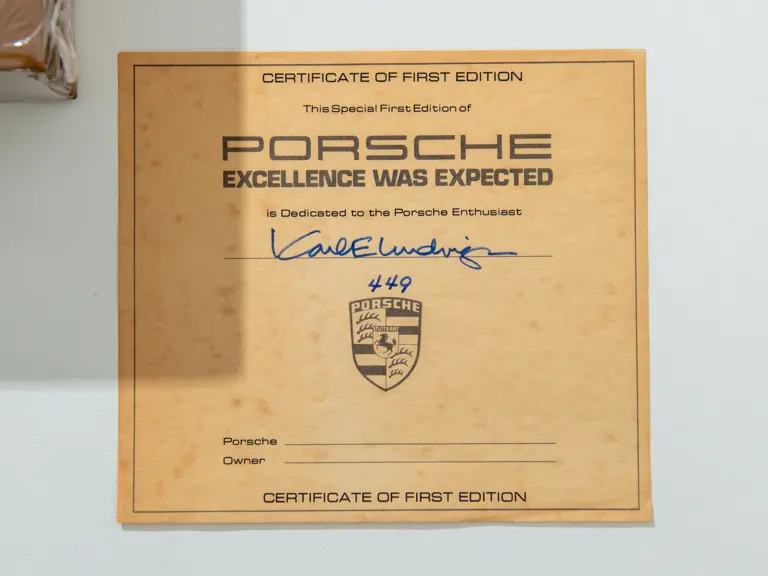 CERTIFICATE OF FIRST EDITION
This Special First Edition of
PORSCHE
EXCELLENCE WAS EXPECTED
is Dedicated to the Porsche Enthusiast
Karl E Ludvigsen
449
PORSCHE
Porsche
Owner
CERTIFICATE OF FIRST EDITION